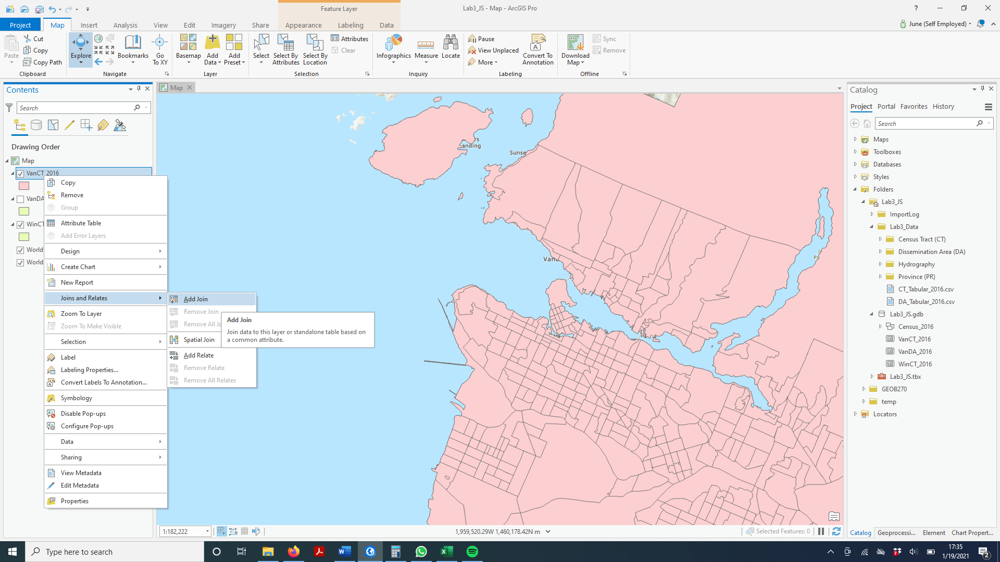 Feature Layer
Lab3_JS - Map - ArcGIS Pro
?
Project
Map
Insert
Analysis
View
Edit
Imagery
Share
Appearance
Labeling
Data
June (Self Employed)
Paste
Cut
Copy
Copy Path
Clipboard
Explore
Bookmarks
Go
To XY
Navigate
Basemap
Add
Data
Add
Preset
Layer
Select
Select By
Attributes
Select By
Location
Attributes
Clear
Selection
Infographics
Measure
Locate
Inquiry
Pause
View Unplaced
More
Convert To
Annotation
Labeling
Download
Map
Sync
Remove
Offline
Contents
Search
Drawing Order
Map
VanCT_2016
VanDA
WinCT
World
World
Copy
Remove
Group
Attribute Table
Add Error Layers
Design
Create Chart
New Report
Joins and Relates
Zoom To Layer
Zoom To Make Visible
Selection
Label
Labeling Properties...
Convert Labels To Annotation...
Symbology
Disable Pop-ups
Configure Pop-ups
Data
Sharing
View Metadata
Edit Metadata
Properties
Add Join
Remove Join
Remove All Jo
Spatial Join
Add Relate
Remove Relate
Remove All Relates
Add Join
Join data to this layer or standalone table based on
a common attribute.
Map
anding
Sunse
Vanc
1:182,222
1,959,520.29W 1,460,178.42N m
Selected Features: 0
Catalog
Project
Portal
Favorites
History
Search
Maps
Toolboxes
Databases
Styles
Folders
Lab3_JS
ImportLog
Lab3_Data
Census Tract (CT)
Dissemination Area (DA)
Hydrography
Province (PR)
CT_Tabular_2016.csv
DA_Tabular_2016.csv
Lab3_JS.gdb
Census_2016
VanCT_2016
VanDA_2016
WinCT_2016
Lab3_JS.tbx
GEOB270
temp
Locators
Catalog
Geoprocessi...
Element
Chart Propert...
Type here to search
17:35
1/19/2021
2